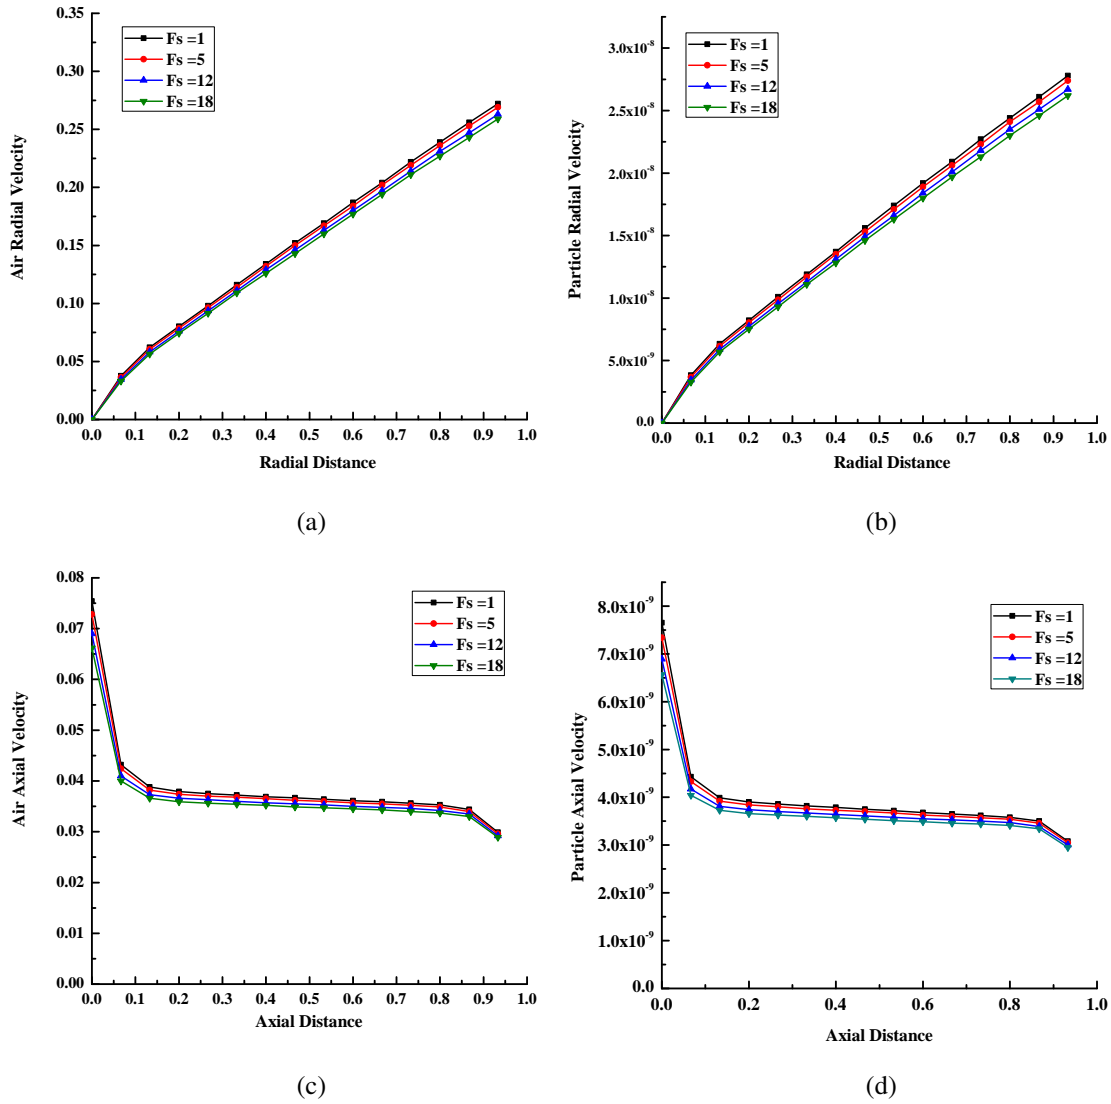 0.35
0.30
0.25
0.20
0.15
0.10
0.05
0.00
Air Radial Velocity
Fs =1
Fs =5
Fs =12
Fs =18
0.0 0.1 0.2 0.3 0.4 0.5 0.6 0.7 0.8 0.9 1.0
Radial Distance
(a)
3.0x10⁻⁸
2.5x10⁻⁸
2.0x10⁻⁸
1.5x10⁻⁸
1.0x10⁻⁸
5.0x10⁻⁹
0.0
Particle Radial Velocity
Fs =1
Fs =5
Fs =12
Fs =18
0.0 0.1 0.2 0.3 0.4 0.5 0.6 0.7 0.8 0.9 1.0
Radial Distance
(b)
0.08
0.07
0.06
0.05
0.04
0.03
0.02
0.01
0.00
Air Axial Velocity
Fs =1
Fs =5
Fs =12
Fs =18
0.0 0.1 0.2 0.3 0.4 0.5 0.6 0.7 0.8 0.9 1.0
Axial Distance
(c)
8.0x10⁻⁹
7.0x10⁻⁹
6.0x10⁻⁹
5.0x10⁻⁹
4.0x10⁻⁹
3.0x10⁻⁹
2.0x10⁻⁹
1.0x10⁻⁹
0.0
Particle Axial Velocity
Fs =1
Fs =5
Fs =12
Fs =18
0.0 0.2 0.4 0.6 0.8 1.0
Axial Distance
(d)